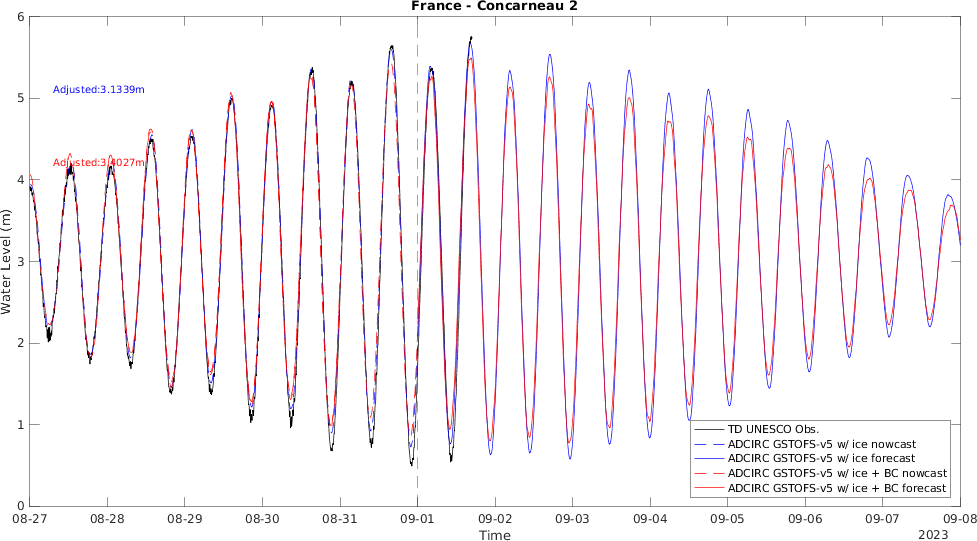 France - Concarneau 2
Water Level (m)
6
5
4
3
2
1
0
Adjusted:3.1339m
Adjusted:3.4027m
TD UNESCO Obs.
ADCIRC GSTOFS-v5 w/ ice nowcast
ADCIRC GSTOFS-v5 w/ ice forecast
ADCIRC GSTOFS-v5 w/ ice + BC nowcast
ADCIRC GSTOFS-v5 w/ ice + BC forecast
08-27 08-28 08-29 08-30 08-31 09-01 09-02 09-03 09-04 09-05 09-06 09-07 09-08
Time
2023